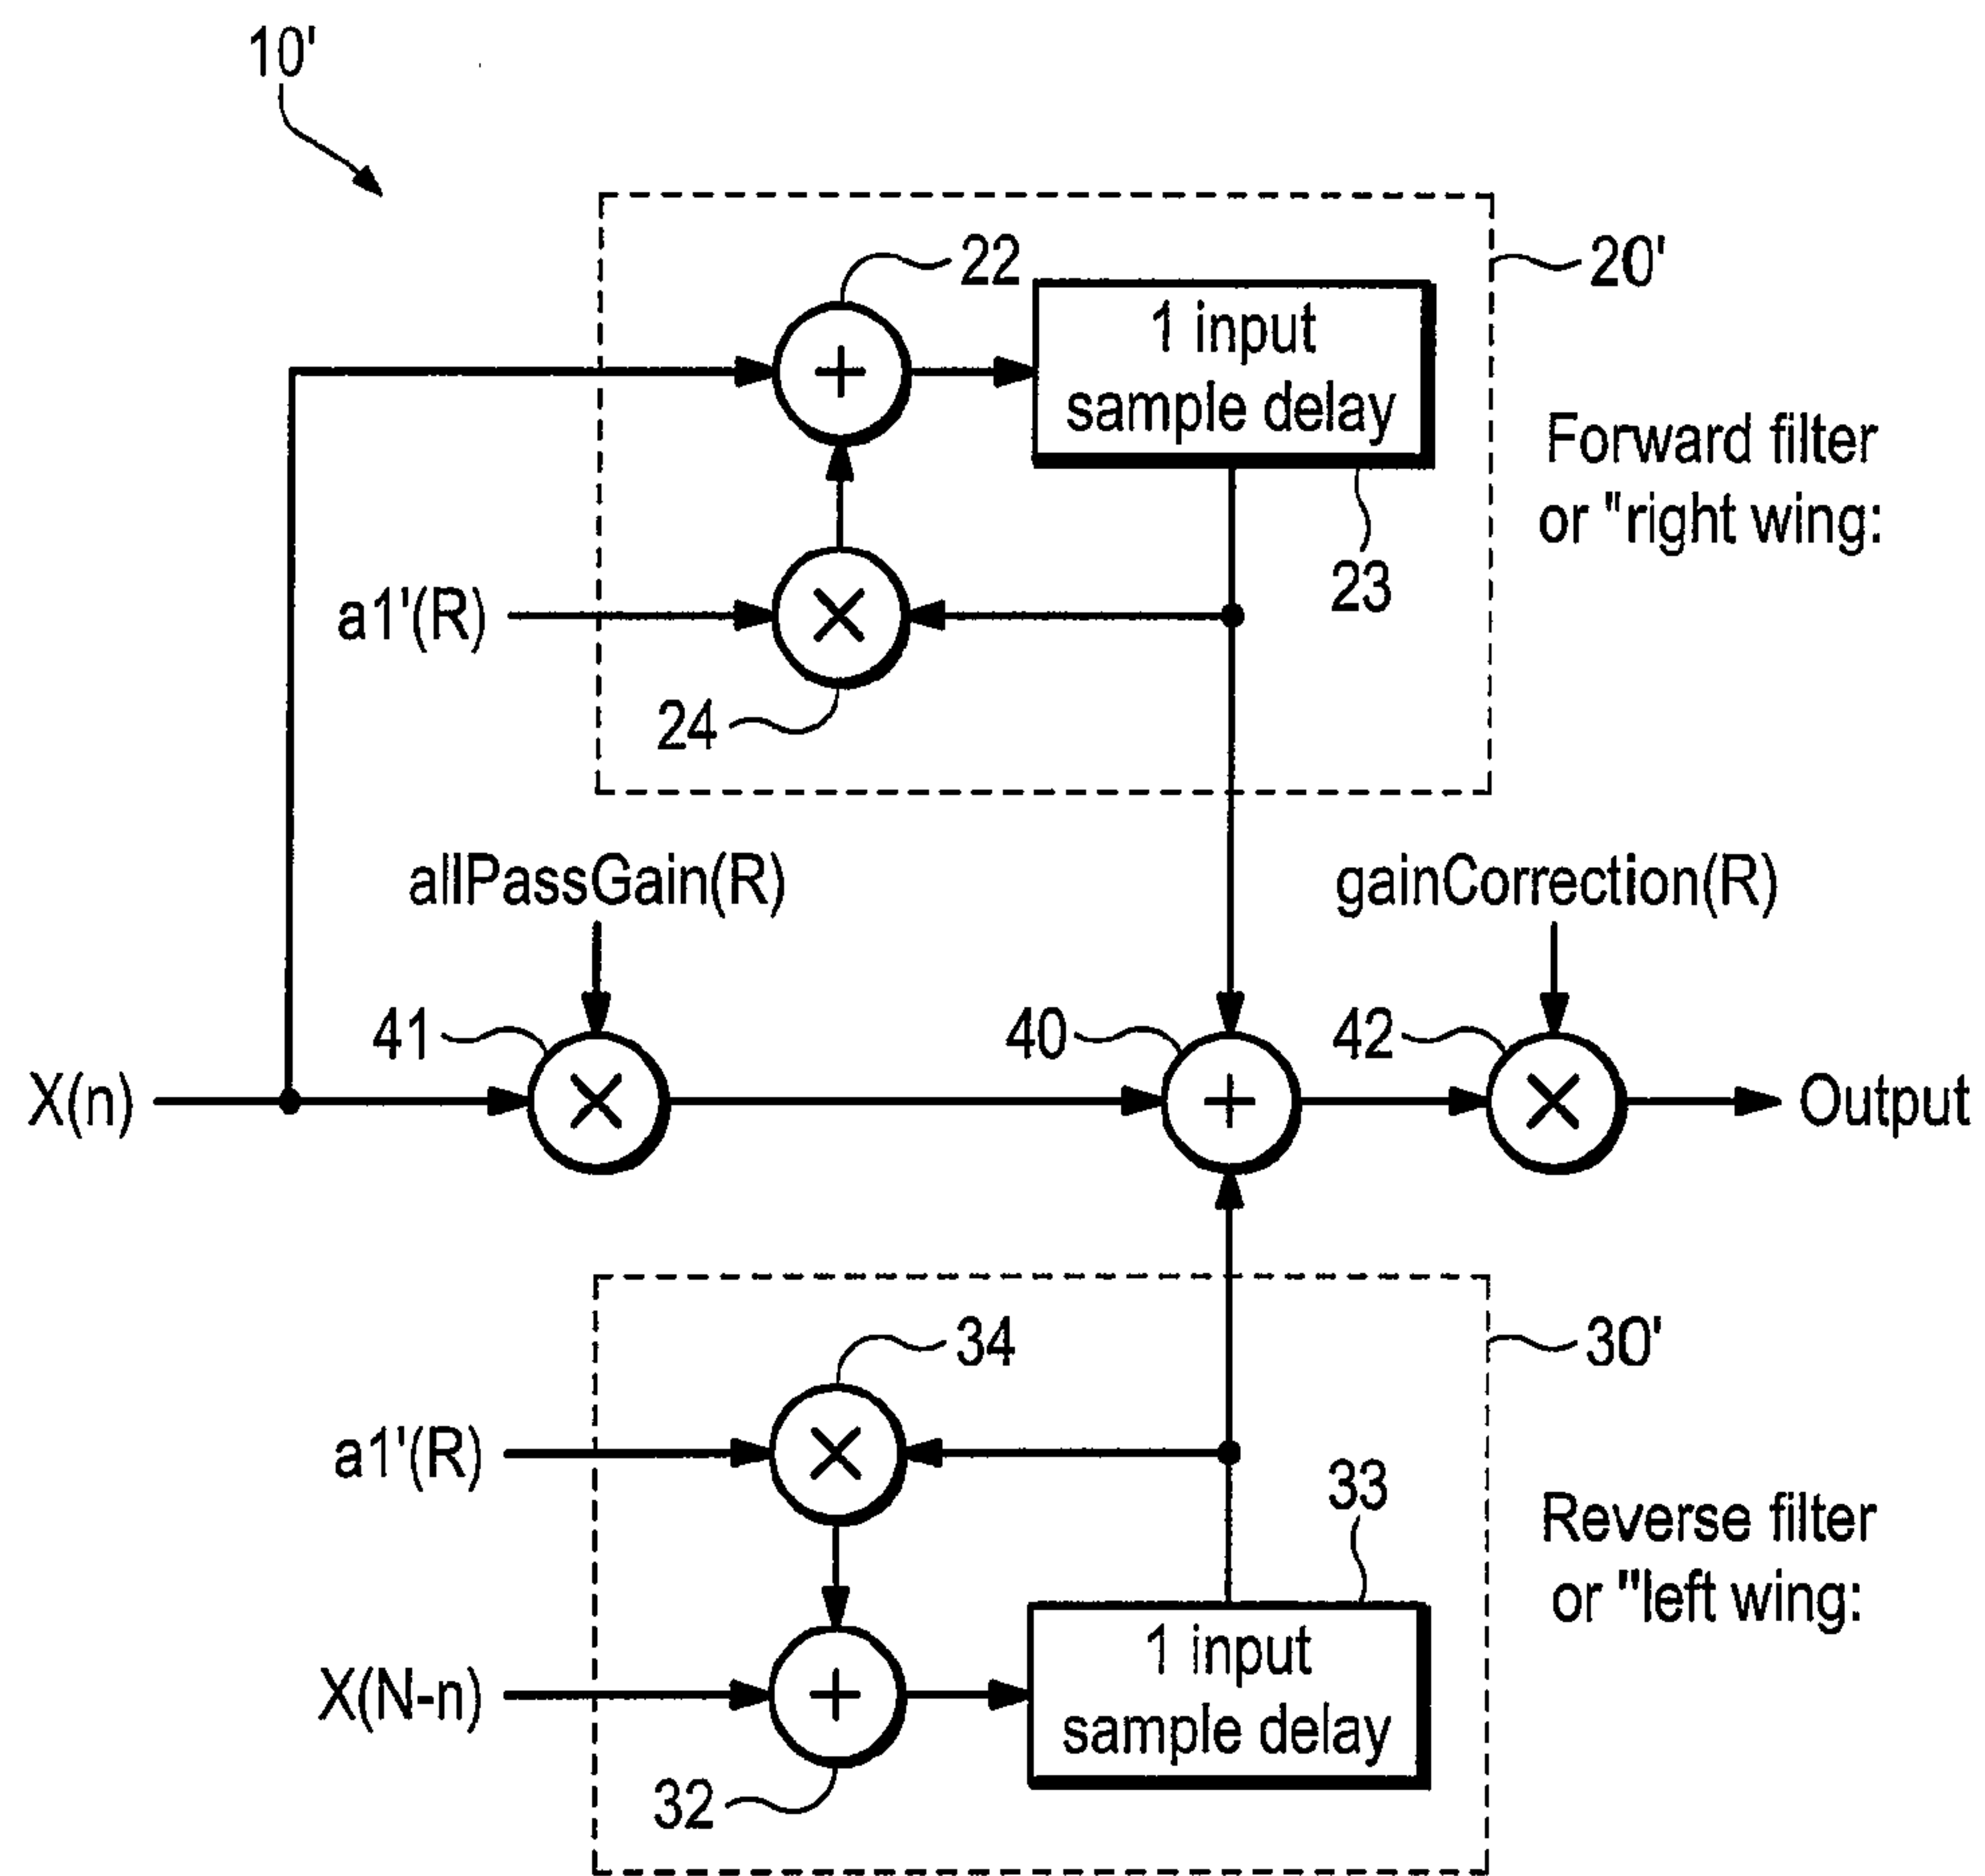 10'
22
20'
1 input
sample delay
Forward filter
or "right wing:
23
a1'(R)
24
allPassGain(R)
gainCorrection(R)
41
40
42
X(n)
Output
34
30'
a1'(R)
33
Reverse filter
or "left wing:
1 input
sample delay
X(N-n)
32